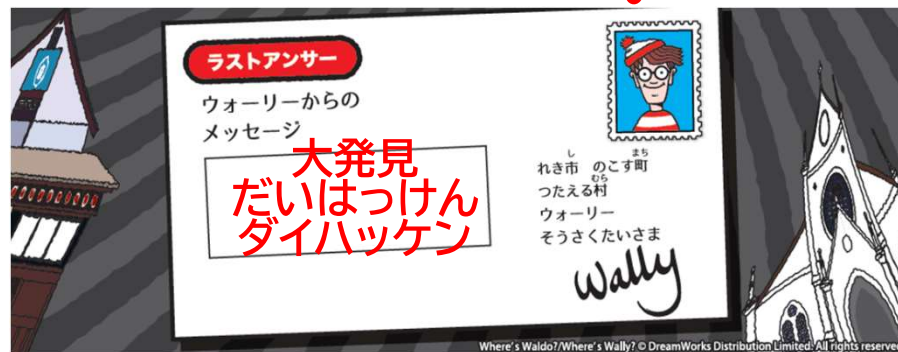 ラストアンサー
ウォーリーからの
メッセージ
大発見
だいはっけん
ダイハッケン
れき市し のこす町まち
つたえる村むら
ウォーリー
そうさくたいさま
Wally
Where's Waldo?/Where's Wally? © DreamWorks Distribution Limited. All rights reserve